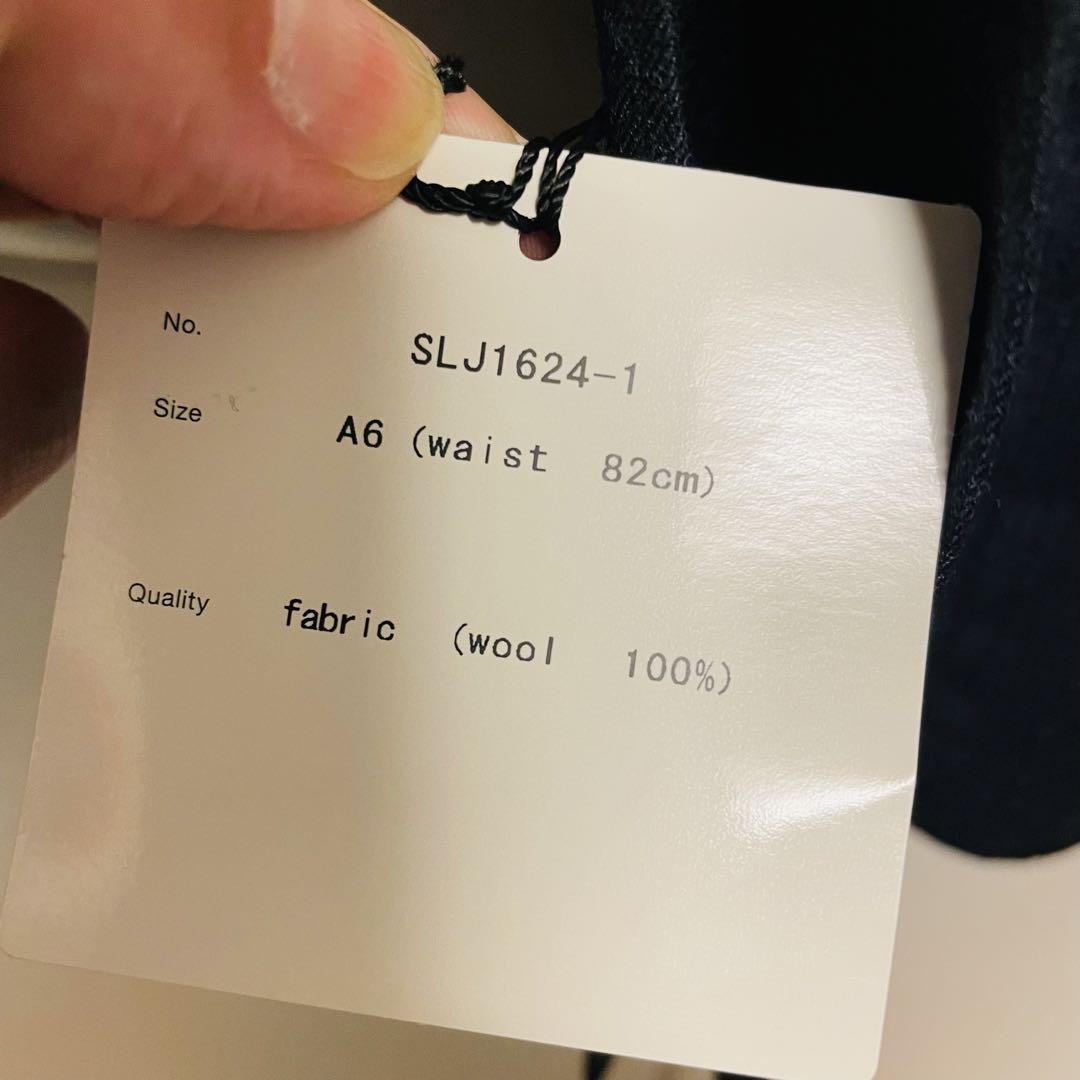 No. SLJ1624-1
Size A6 (waist 82cm)
Quality fabric (wool 100%)